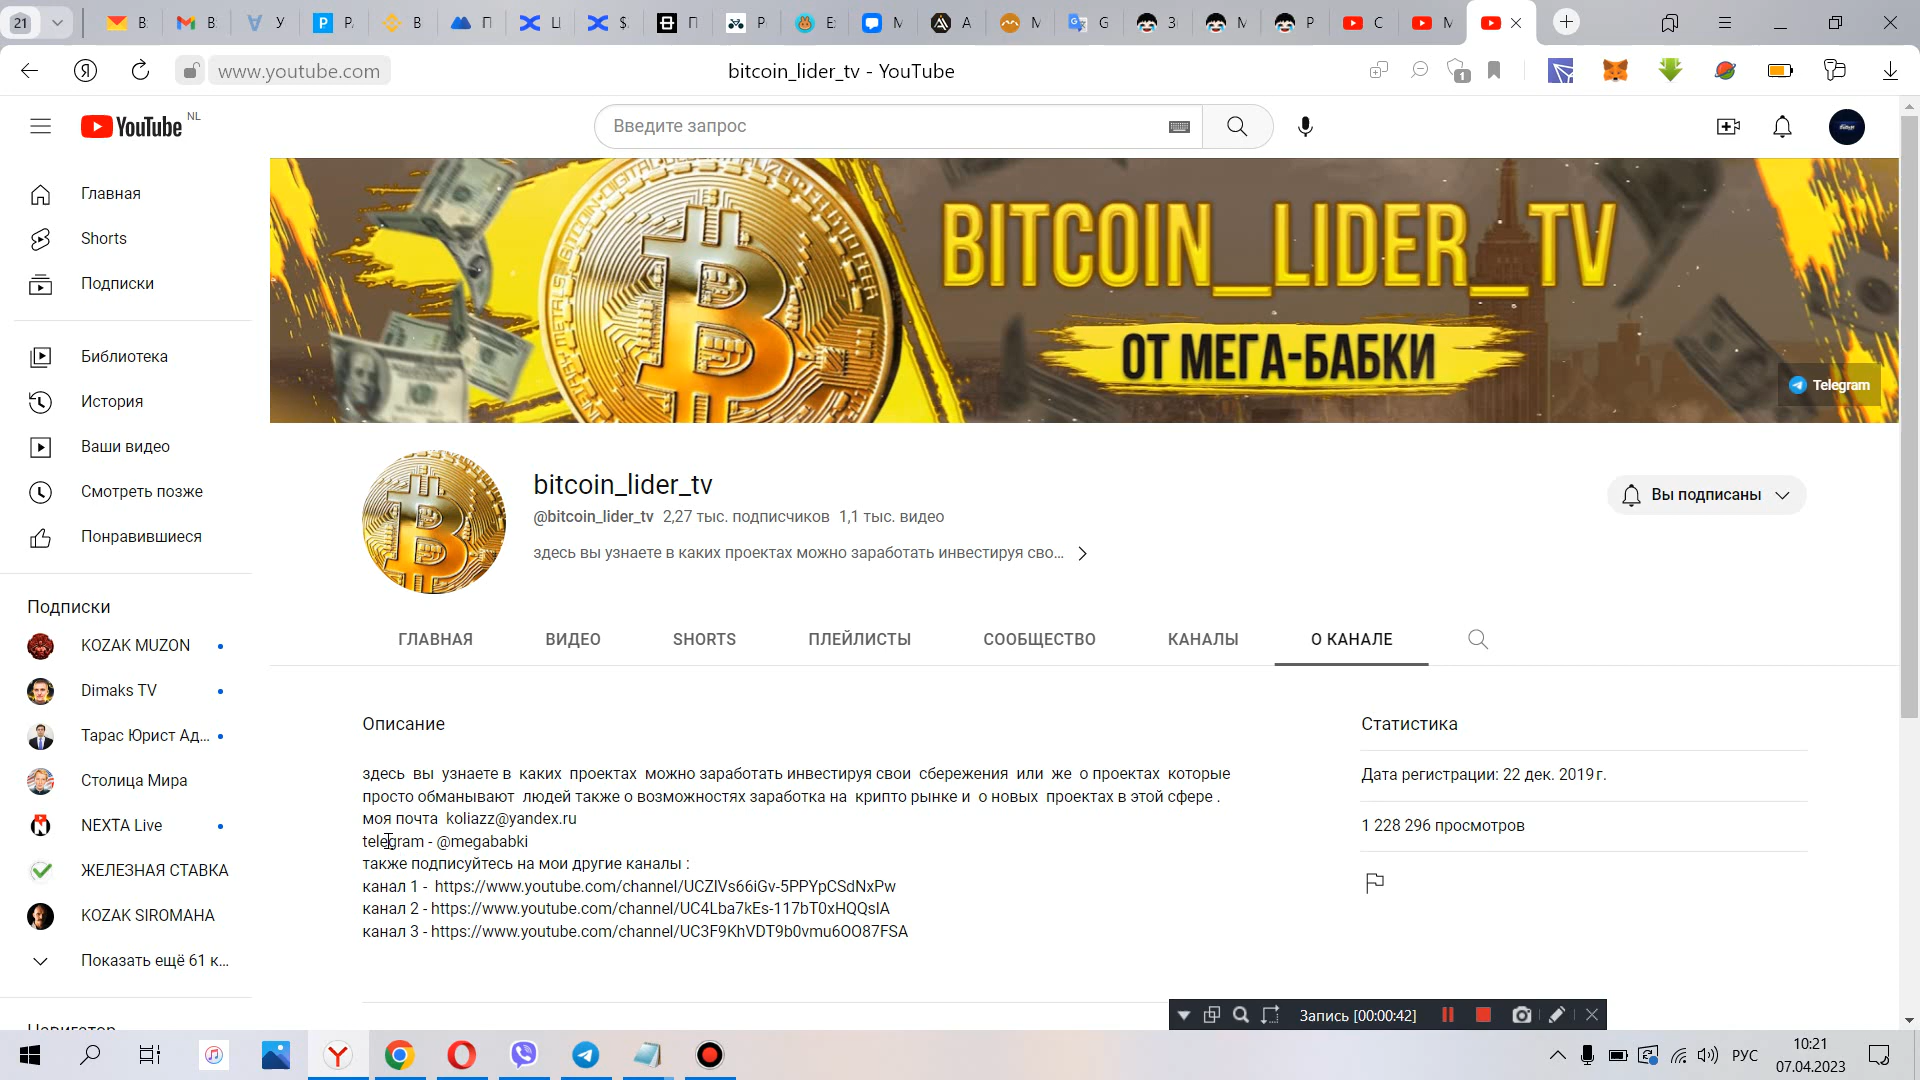 21
В
В
У
P
Р
В
П
Ц
$
П
Р
E
М
A
М
G
З
М
Р
С
М
www.youtube.com
bitcoin_lider_tv - YouTube
1
YouTube NL
Введите запрос
Главная
Shorts
Подписки
Библиотека
История
Ваши видео
Смотреть позже
Понравившиеся
Подписки
KOZAK MUZON
Dimaks TV
Тарас Юрист Ад...
Столица Мира
NEXTA Live
ЖЕЛЕЗНАЯ СТАВКА
KOZAK SIROMAHA
Показать ещё 61 к...
Навигатор
BITCOIN_LIDER_TV
ОТ МЕГА-БАБКИ
Telegram
bitcoin_lider_tv
@bitcoin_lider_tv 2,27 тыс. подписчиков 1,1 тыс. видео
здесь вы узнаете в каких проектах можно заработать инвестируя сво...
Вы подписаны
ГЛАВНАЯ ВИДЕО SHORTS ПЛЕЙЛИСТЫ СООБЩЕСТВО КАНАЛЫ О КАНАЛЕ
Описание
здесь вы узнаете в каких проектах можно заработать инвестируя свои сбережения или же о проектах которые
просто обманывают людей также о возможностях заработка на крипто рынке и о новых проектах в этой сфере .
моя почта koliazz@yandex.ru
telegram - @megababki
также подписуйтесь на мои другие каналы :
канал 1 - https://www.youtube.com/channel/UCZIVs66iGv-5PPYpCSdNxPw
канал 2 - https://www.youtube.com/channel/UC4Lba7kEs-117bT0xHQQsIA
канал 3 - https://www.youtube.com/channel/UC3F9KhVDT9b0vmu6OO87FSA
Статистика
Дата регистрации: 22 дек. 2019 г.
1 228 296 просмотров
Запись [00:00:42]
РУС
10:21
07.04.2023